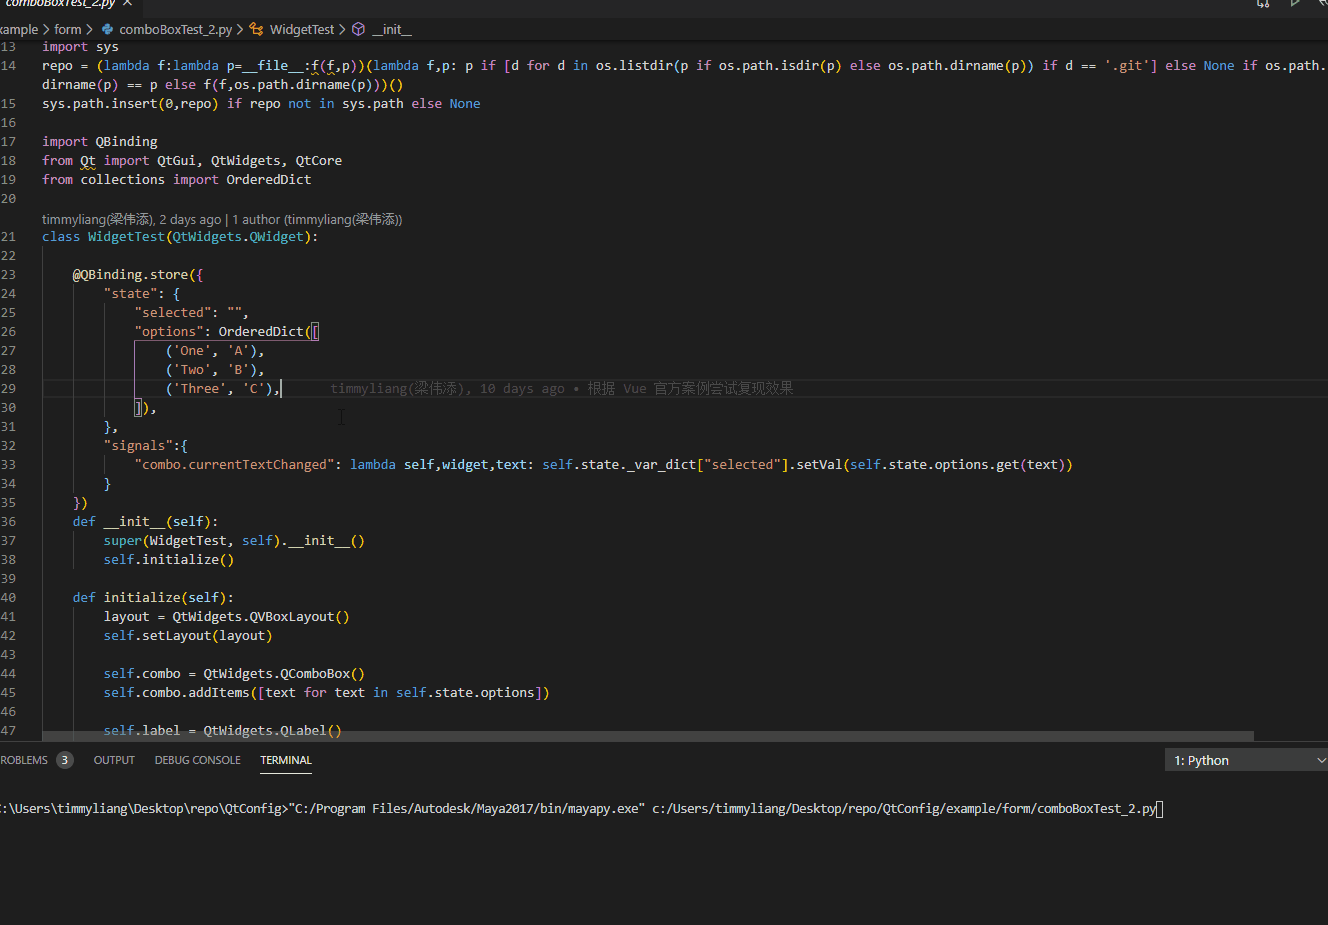 comboBoxTest_2.py
xample > form > comboBoxTest_2.py > WidgetTest > __init__
13 import sys
14 repo = (lambda f:lambda p=__file__:f(f,p))(lambda f,p: p if [d for d in os.listdir(p if os.path.isdir(p) else os.path.dirname(p)) if d == '.git'] else None if os.path.
dirname(p) == p else f(f,os.path.dirname(p)))()
15 sys.path.insert(0,repo) if repo not in sys.path else None
16
17 import QBinding
18 from Qt import QtGui, QtWidgets, QtCore
19 from collections import OrderedDict
20
timmyliang(梁伟添), 2 days ago | 1 author (timmyliang(梁伟添))
21 class WidgetTest(QtWidgets.QWidget):
22
23 @QBinding.store({
24 "state": {
25 "selected": "",
26 "options": OrderedDict([
27 ('One', 'A'),
28 ('Two', 'B'),
29 ('Three', 'C'), timmyliang(梁伟添), 10 days ago • 根据 Vue 官方案例尝试复现效果
30 ]),
31 },
32 "signals":{
33 "combo.currentTextChanged": lambda self,widget,text: self.state._var_dict["selected"].setVal(self.state.options.get(text))
34 }
35 })
36 def __init__(self):
37 super(WidgetTest, self).__init__()
38 self.initialize()
39
40 def initialize(self):
41 layout = QtWidgets.QVBoxLayout()
42 self.setLayout(layout)
43
44 self.combo = QtWidgets.QComboBox()
45 self.combo.addItems([text for text in self.state.options])
46
47 self.label = QtWidgets.QLabel()
ROBLEMS 3 OUTPUT DEBUG CONSOLE TERMINAL 1: Python
:\Users\timmyliang\Desktop\repo\QtConfig>"C:/Program Files/Autodesk/Maya2017/bin/mayapy.exe" c:/Users/timmyliang/Desktop/repo/QtConfig/example/form/comboBoxTest_2.py